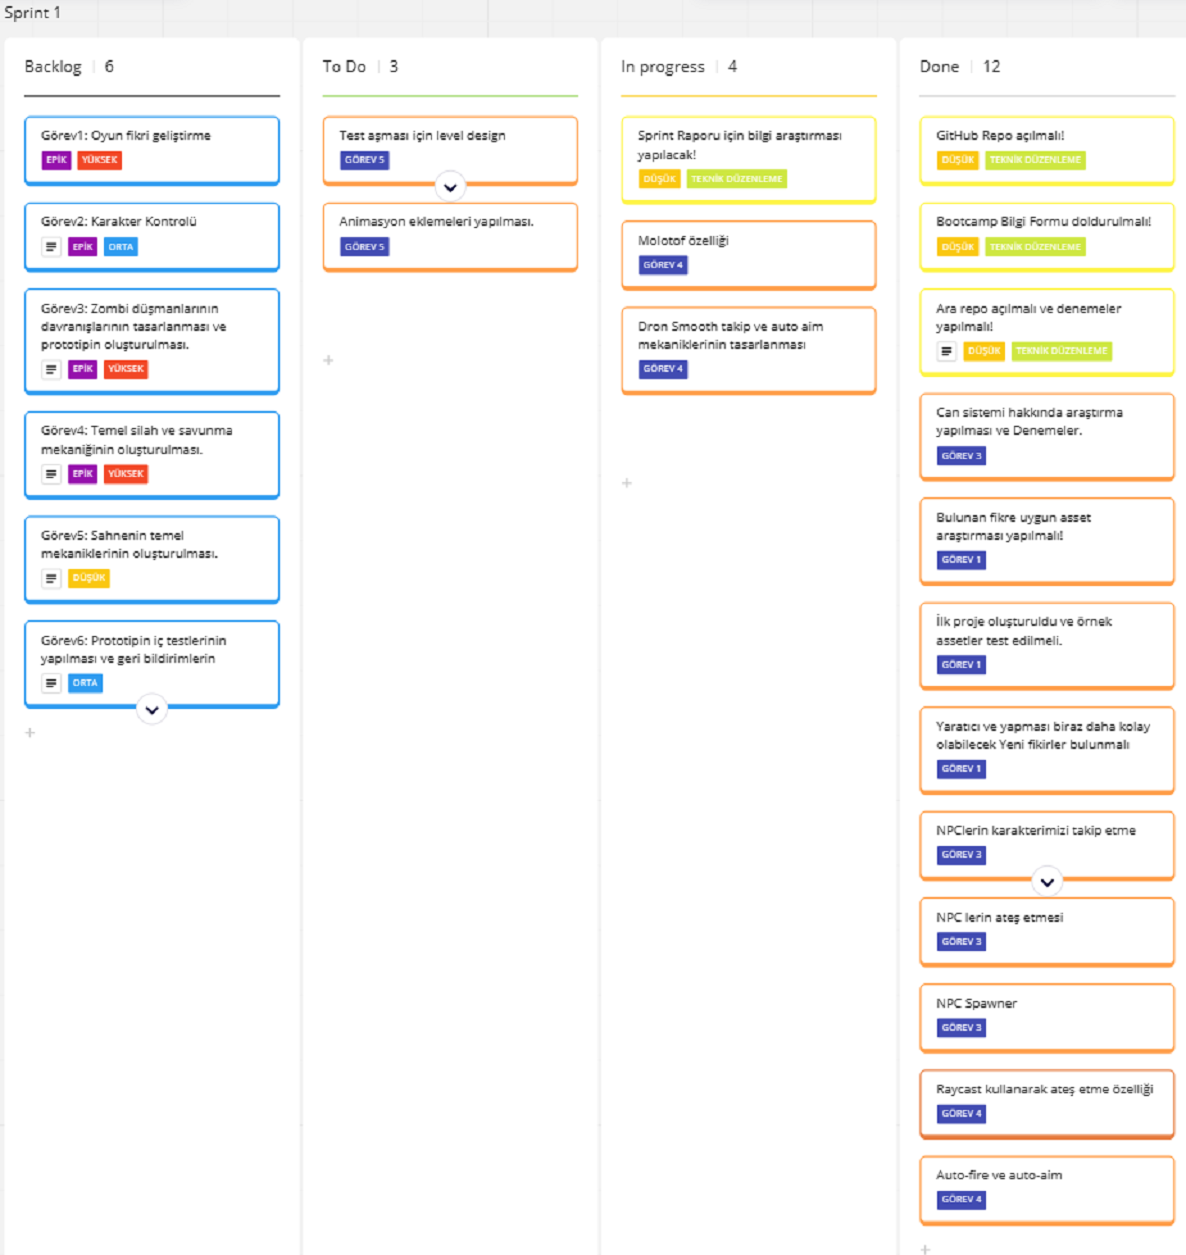 Sprint 1
Backlog | 6
Görev1: Oyun fikri geliştirme
EPİK YÜKSEK
Görev2: Karakter Kontrolü
EPİK ORTA
Görev3: Zombi düşmanlarının
davranışlarının tasarlanması ve
prototipin oluşturulması.
EPİK YÜKSEK
Görev4: Temel silah ve savunma
mekaniğinin oluşturulması.
EPİK YÜKSEK
Görev5: Sahnenin temel
mekaniklerinin oluşturulması.
DÜŞÜK
Görev6: Prototipin iç testlerinin
yapılması ve geri bildirimlerin
ORTA
To Do | 3
Test aşması için level design
GÖREV 5
Animasyon eklemeleri yapılması.
GÖREV 5
In progress | 4
Sprint Raporu için bilgi araştırması
yapılacak!
DÜŞÜK TEKNİK DÜZENLEME
Molotof özelliği
GÖREV 4
Dron Smooth takip ve auto aim
mekaniklerinin tasarlanması
GÖREV 4
Done | 12
GitHub Repo açılmalı!
DÜŞÜK TEKNİK DÜZENLEME
Bootcamp Bilgi Formu doldurulmalı!
DÜŞÜK TEKNİK DÜZENLEME
Ara repo açılmalı ve denemeler
yapılmalı!
DÜŞÜK TEKNİK DÜZENLEME
Can sistemi hakkında araştırma
yapılması ve Denemeler.
GÖREV 3
Bulunan fikre uygun asset
araştırması yapılmalı!
GÖREV 1
İlk proje oluşturuldu ve örnek
assetler test edilmeli.
GÖREV 1
Yaratıcı ve yapması biraz daha kolay
olabilecek Yeni fikirler bulunmalı
GÖREV 1
NPClerin karakterimizi takip etme
GÖREV 3
NPC lerin ateş etmesi
GÖREV 3
NPC Spawner
GÖREV 3
Raycast kullanarak ateş etme özelliği
GÖREV 4
Auto-fire ve auto-aim
GÖREV 4